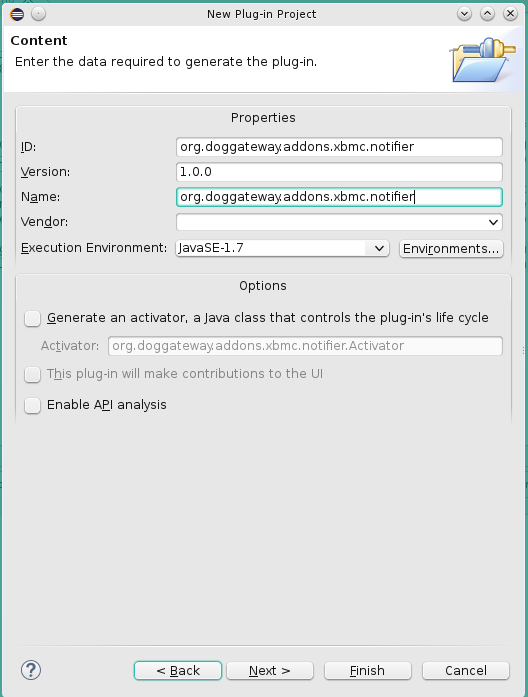 New Plug-in Project
Content
Enter the data required to generate the plug-in.
Properties
ID: org.doggateway.addons.xbmc.notifier
Version: 1.0.0
Name: org.doggateway.addons.xbmc.notifier
Vendor:
Execution Environment: JavaSE-1.7 Environments...
Options
Generate an activator, a Java class that controls the plug-in's life cycle
Activator: org.doggateway.addons.xbmc.notifier.Activator
This plug-in will make contributions to the UI
Enable API analysis
? < Back Next > Finish Cancel